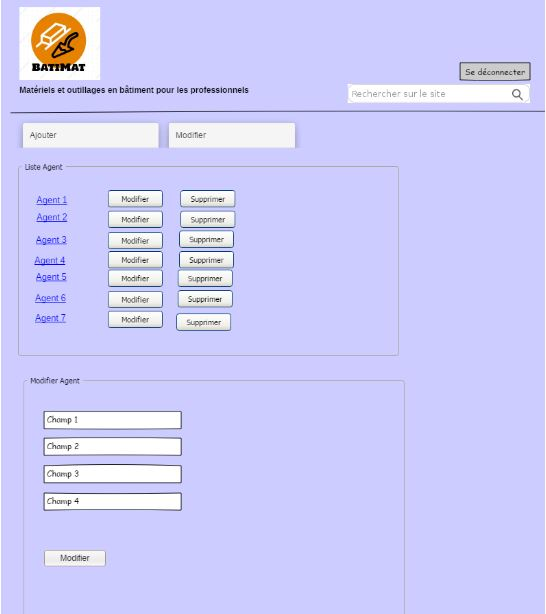 BATIMAT
Matériels et outillages en bâtiment pour les professionnels
Se déconnecter
Rechercher sur le site
Ajouter
Modifier
Liste Agent
Agent 1 Modifier Supprimer
Agent 2 Modifier Supprimer
Agent 3 Modifier Supprimer
Agent 4 Modifier Supprimer
Agent 5 Modifier Supprimer
Agent 6 Modifier Supprimer
Agent 7 Modifier Supprimer
Modifier Agent
Champ 1
Champ 2
Champ 3
Champ 4
Modifier